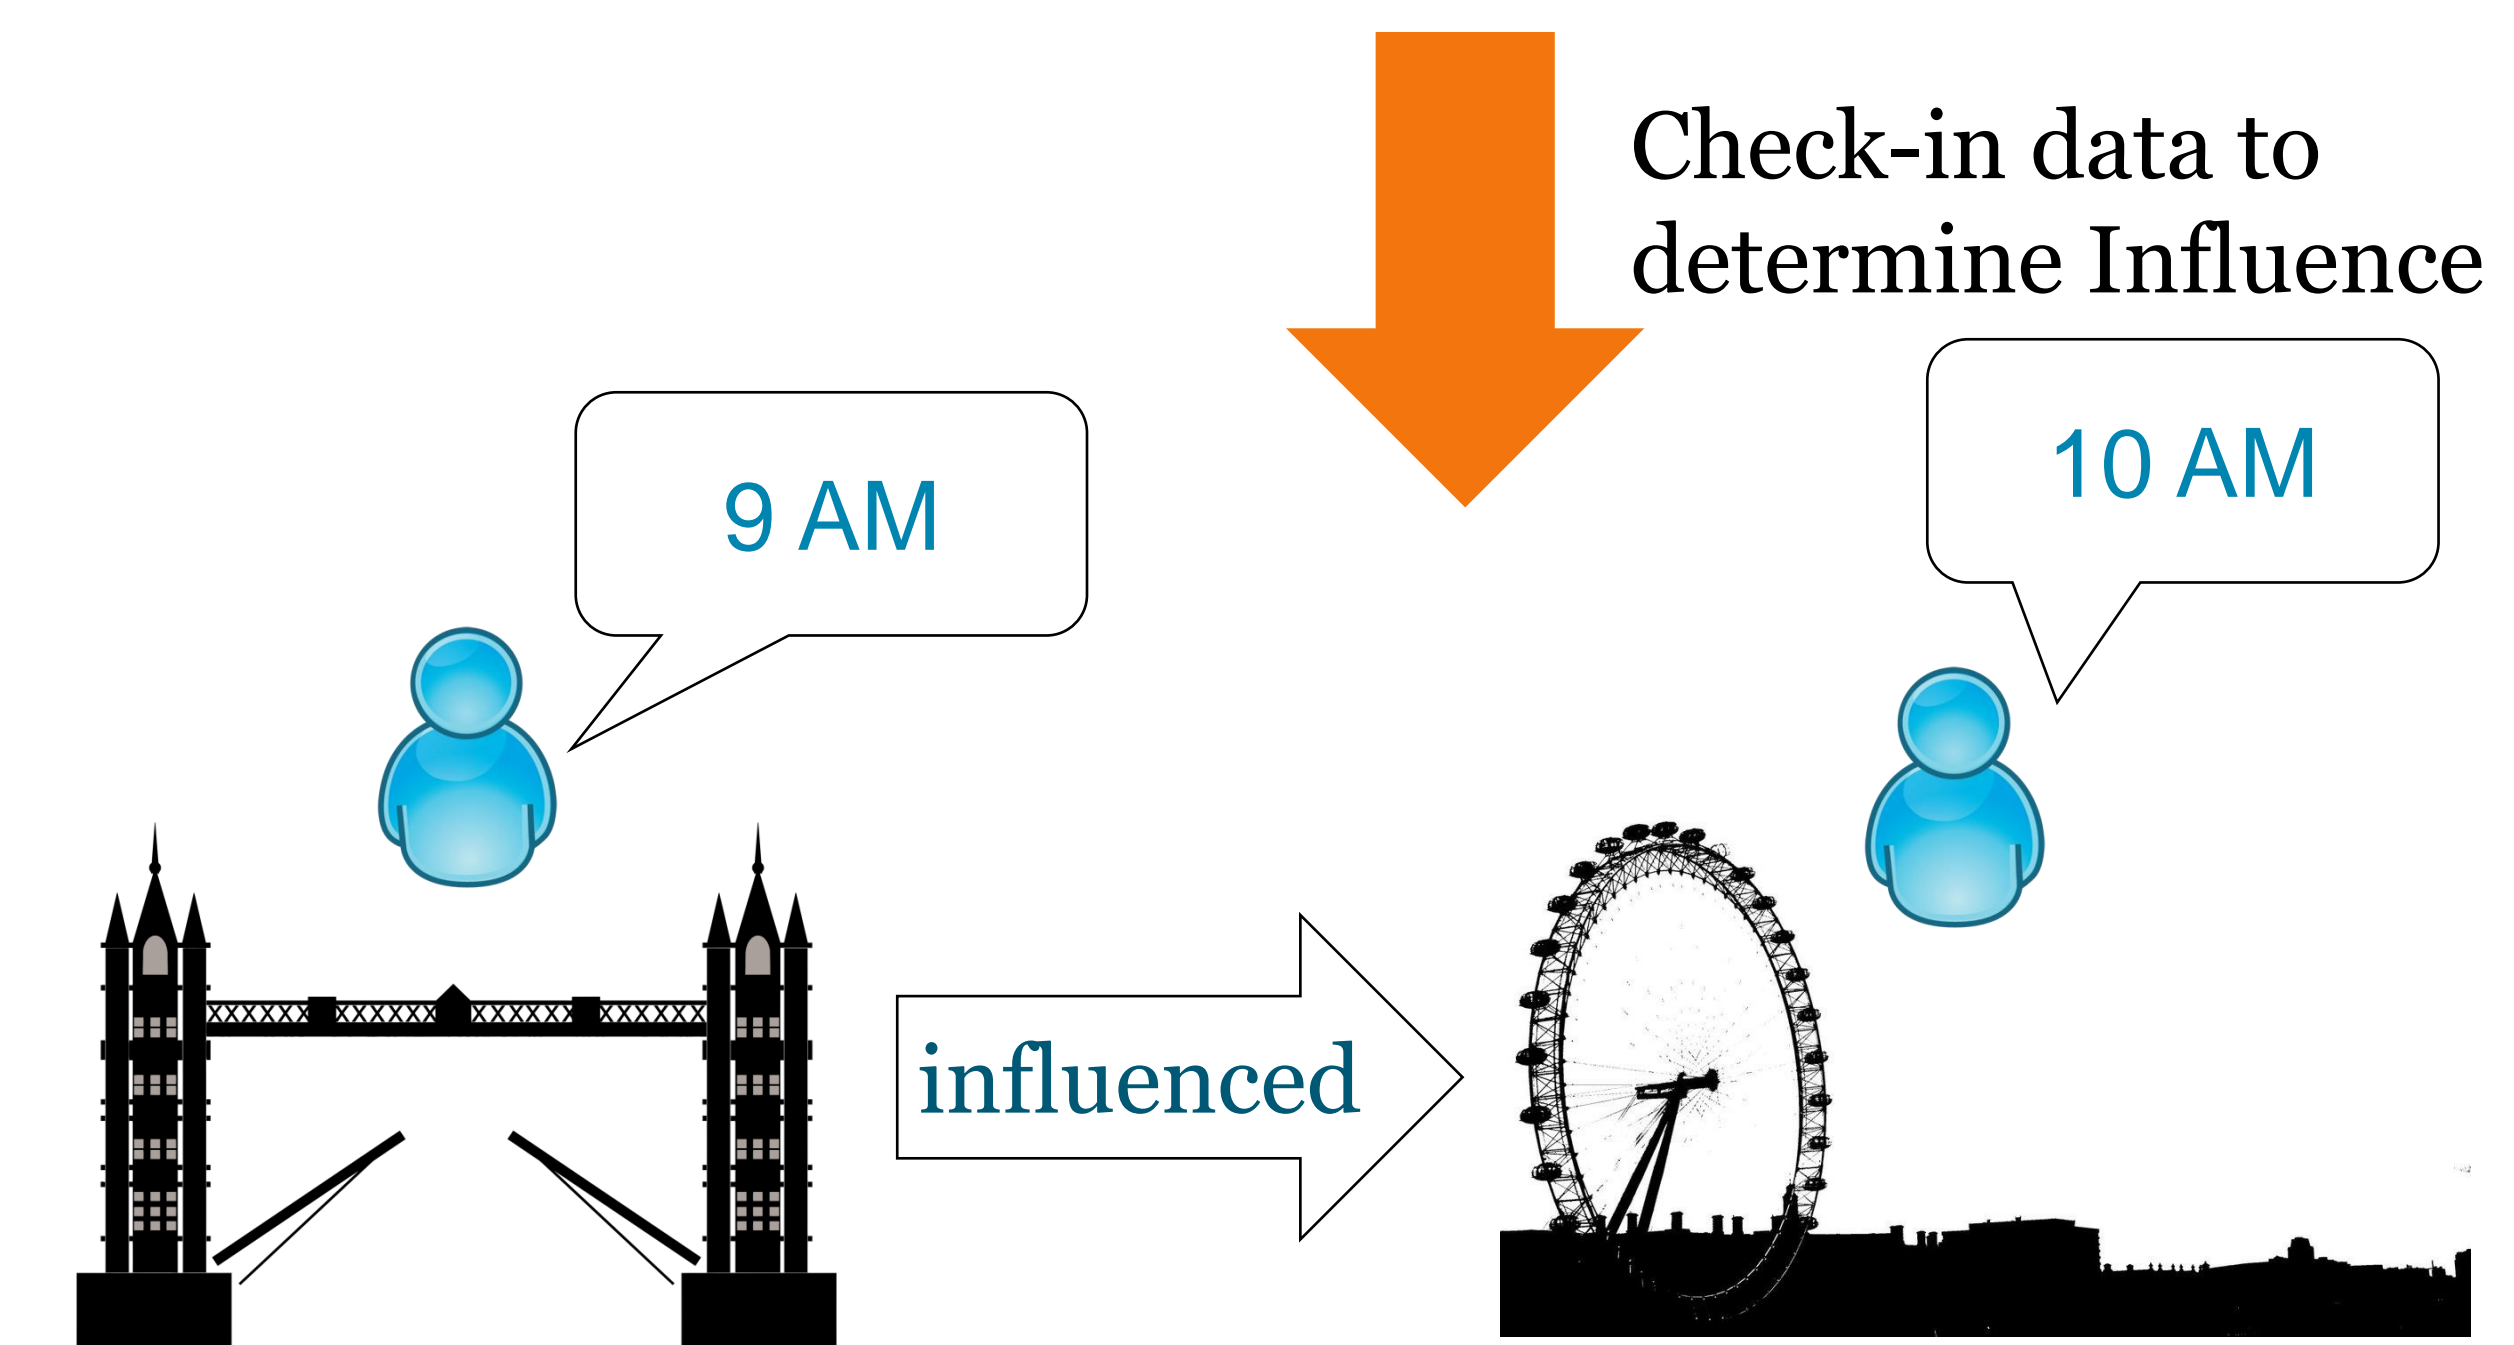 Check-in data to
determine Influence
9 AM
10 AM
influenced